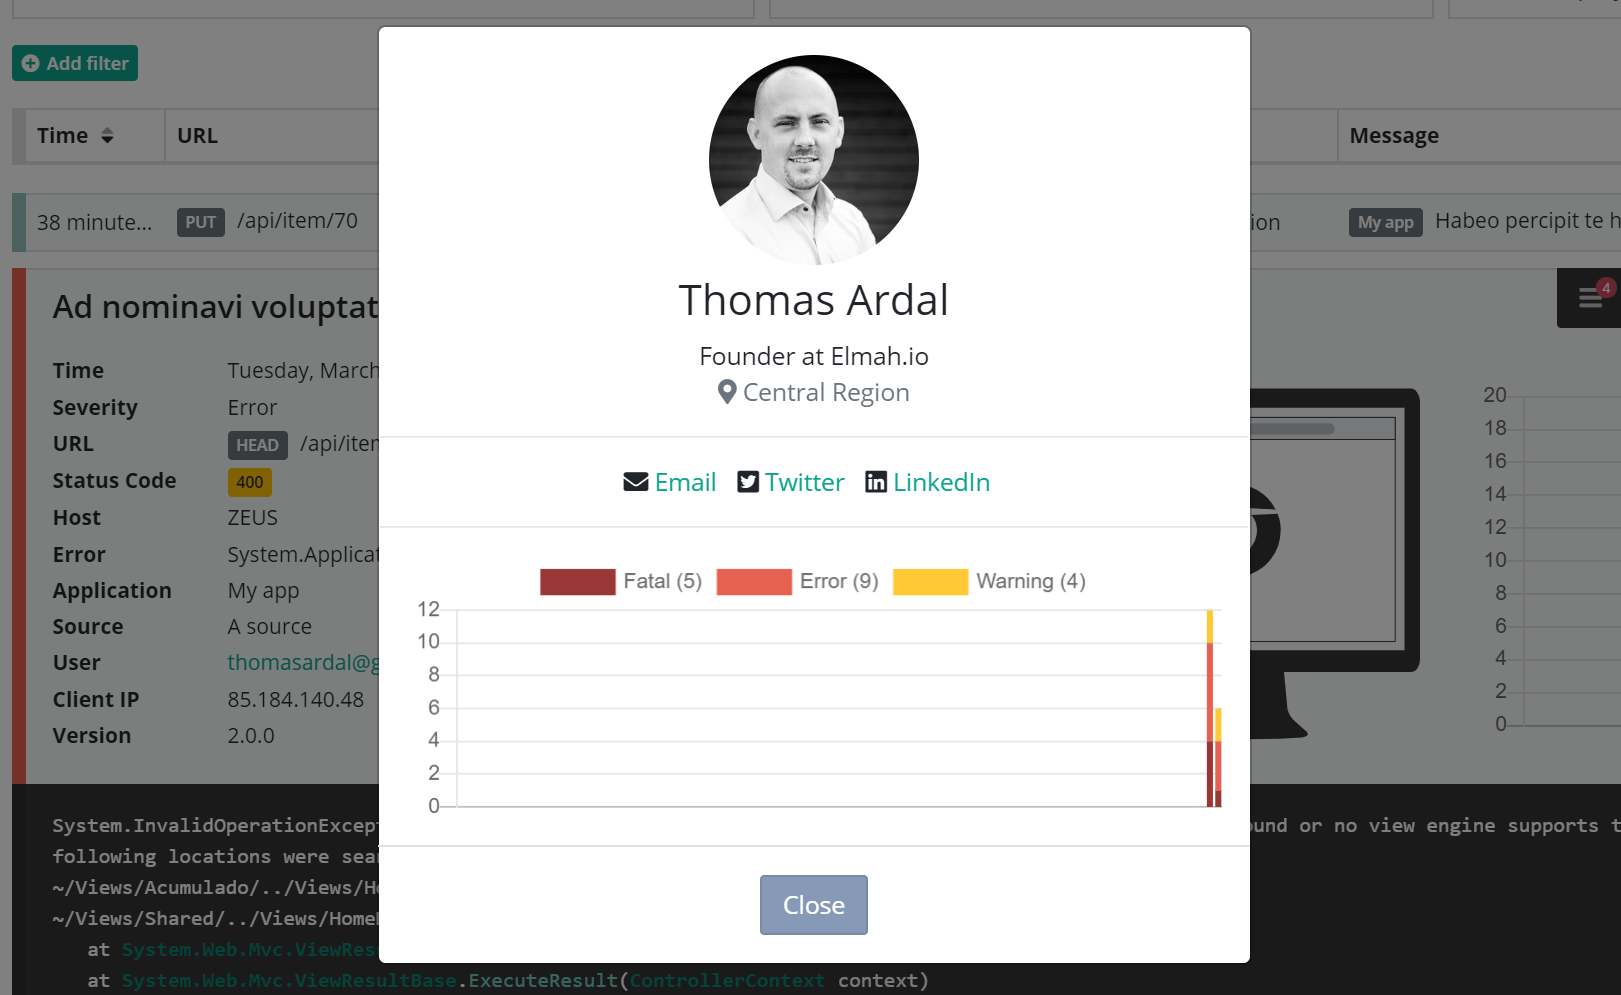 Add filter
Time
URL
Message
38 minute...
PUT
/api/item/70
ion
My app
Habeo percipit te h
Ad nominavi voluptat
4
Time
Tuesday, March
Severity
Error
URL
HEAD
Status Code
400
Host
ZEUS
Error
Application
My app
Source
A source
User
Client IP
85.184.140.48
Version
2.0.0
20
18
16
14
12
10
8
6
4
2
0
Thomas Ardal
Founder at Elmah.io
Central Region
Email
Twitter
LinkedIn
Fatal (5)
Error (9)
Warning (4)
12
10
8
6
4
2
0
Close
System.InvalidOperationExcept
und or no view engine supports t
following locations were sea
~/Views/Acumulado/../Views/H
~/Views/Shared/../Views/Home
at System.Web.Mvc.ViewRes
at System.Web.Mvc.ViewResultBase.ExecuteResult(ControllerContext context)